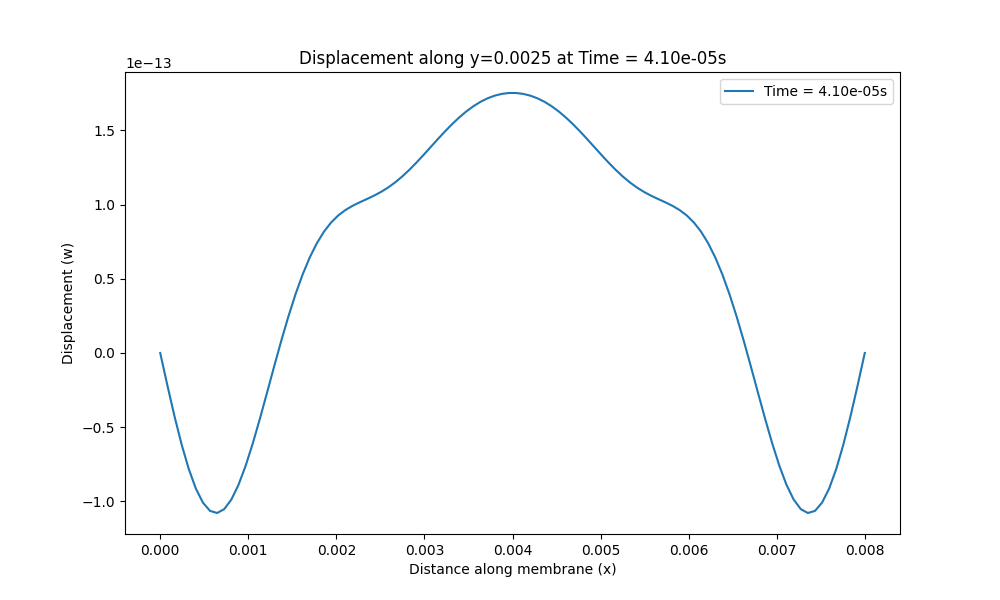 Displacement along y=0.0025 at Time = 4.10e-05s
1e−13
Time = 4.10e-05s
1.5
1.0
0.5
0.0
−0.5
−1.0
Displacement (w)
0.000 0.001 0.002 0.003 0.004 0.005 0.006 0.007 0.008
Distance along membrane (x)